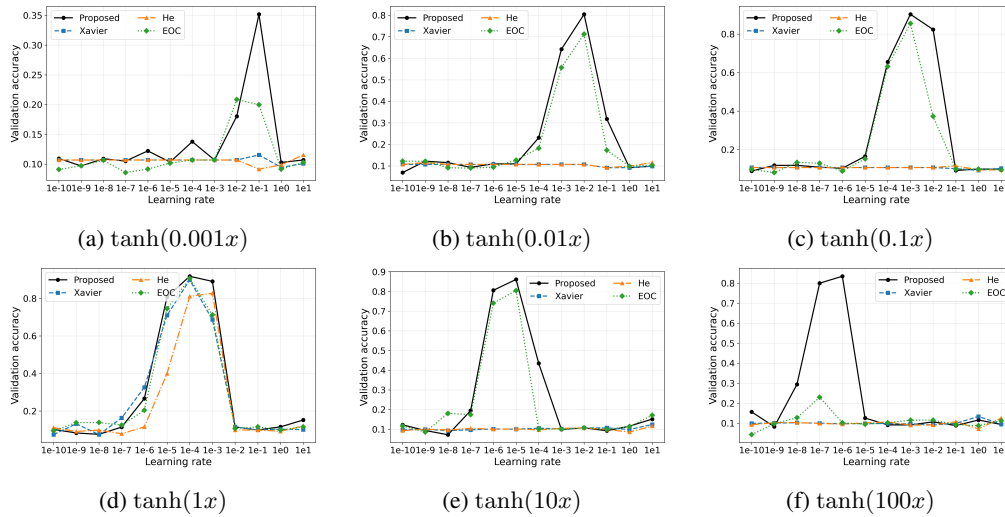 Proposed
He
Xavier
EOC
Validation accuracy
0.35
0.30
0.25
0.20
0.15
0.10
1e-10 1e-9 1e-8 1e-7 1e-6 1e-5 1e-4 1e-3 1e-2 1e-1 1e0 1e1
Learning rate
(a) tanh(0.001x)
Proposed
He
Xavier
EOC
Validation accuracy
0.8
0.7
0.6
0.5
0.4
0.3
0.2
0.1
1e-10 1e-9 1e-8 1e-7 1e-6 1e-5 1e-4 1e-3 1e-2 1e-1 1e0 1e1
Learning rate
(b) tanh(0.01x)
Proposed
He
Xavier
EOC
Validation accuracy
0.8
0.6
0.4
0.2
1e-10 1e-9 1e-8 1e-7 1e-6 1e-5 1e-4 1e-3 1e-2 1e-1 1e0 1e1
Learning rate
(c) tanh(0.1x)
Proposed
He
Xavier
EOC
Validation accuracy
0.8
0.6
0.4
0.2
1e-10 1e-9 1e-8 1e-7 1e-6 1e-5 1e-4 1e-3 1e-2 1e-1 1e0 1e1
Learning rate
(d) tanh(1x)
Proposed
He
Xavier
EOC
Validation accuracy
0.9
0.8
0.7
0.6
0.5
0.4
0.3
0.2
0.1
1e-10 1e-9 1e-8 1e-7 1e-6 1e-5 1e-4 1e-3 1e-2 1e-1 1e0 1e1
Learning rate
(e) tanh(10x)
Proposed
He
Xavier
EOC
Validation accuracy
0.8
0.7
0.6
0.5
0.4
0.3
0.2
0.1
1e-10 1e-9 1e-8 1e-7 1e-6 1e-5 1e-4 1e-3 1e-2 1e-1 1e0 1e
Learning rate
(f) tanh(100x)